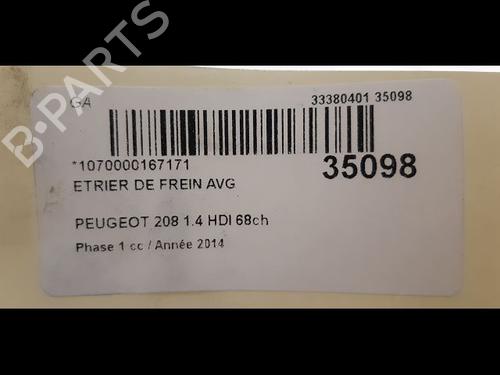 B-PARTS
GA
33380401 35098
*1070000167171
35098
ETRIER DE FREIN AVG
PEUGEOT 208 1.4 HDI 68ch
Phase 1 cc / Année 2014